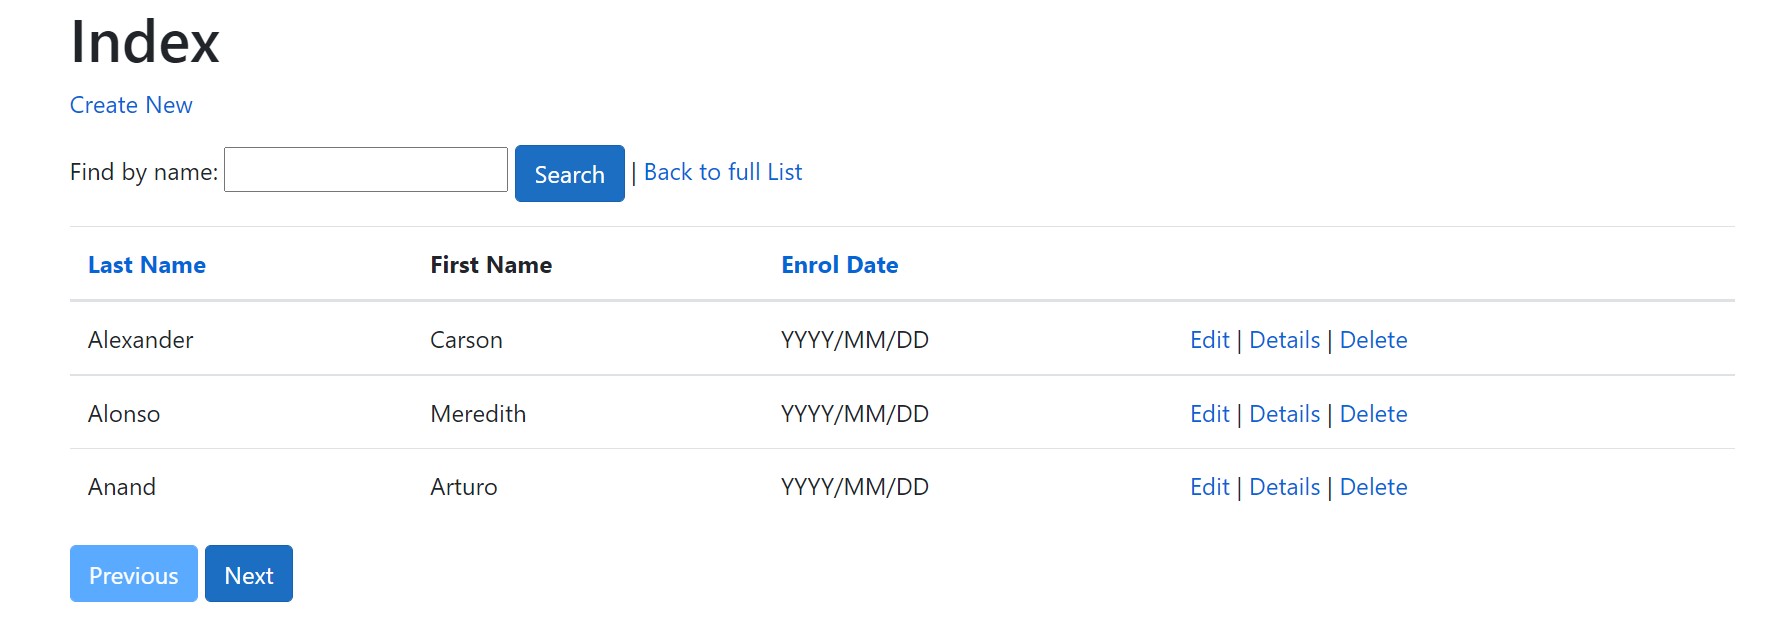 Index
Create New
Find by name: Search | Back to full List
Last Name First Name Enrol Date
Alexander Carson YYYY/MM/DD Edit | Details | Delete
Alonso Meredith YYYY/MM/DD Edit | Details | Delete
Anand Arturo YYYY/MM/DD Edit | Details | Delete
Previous Next